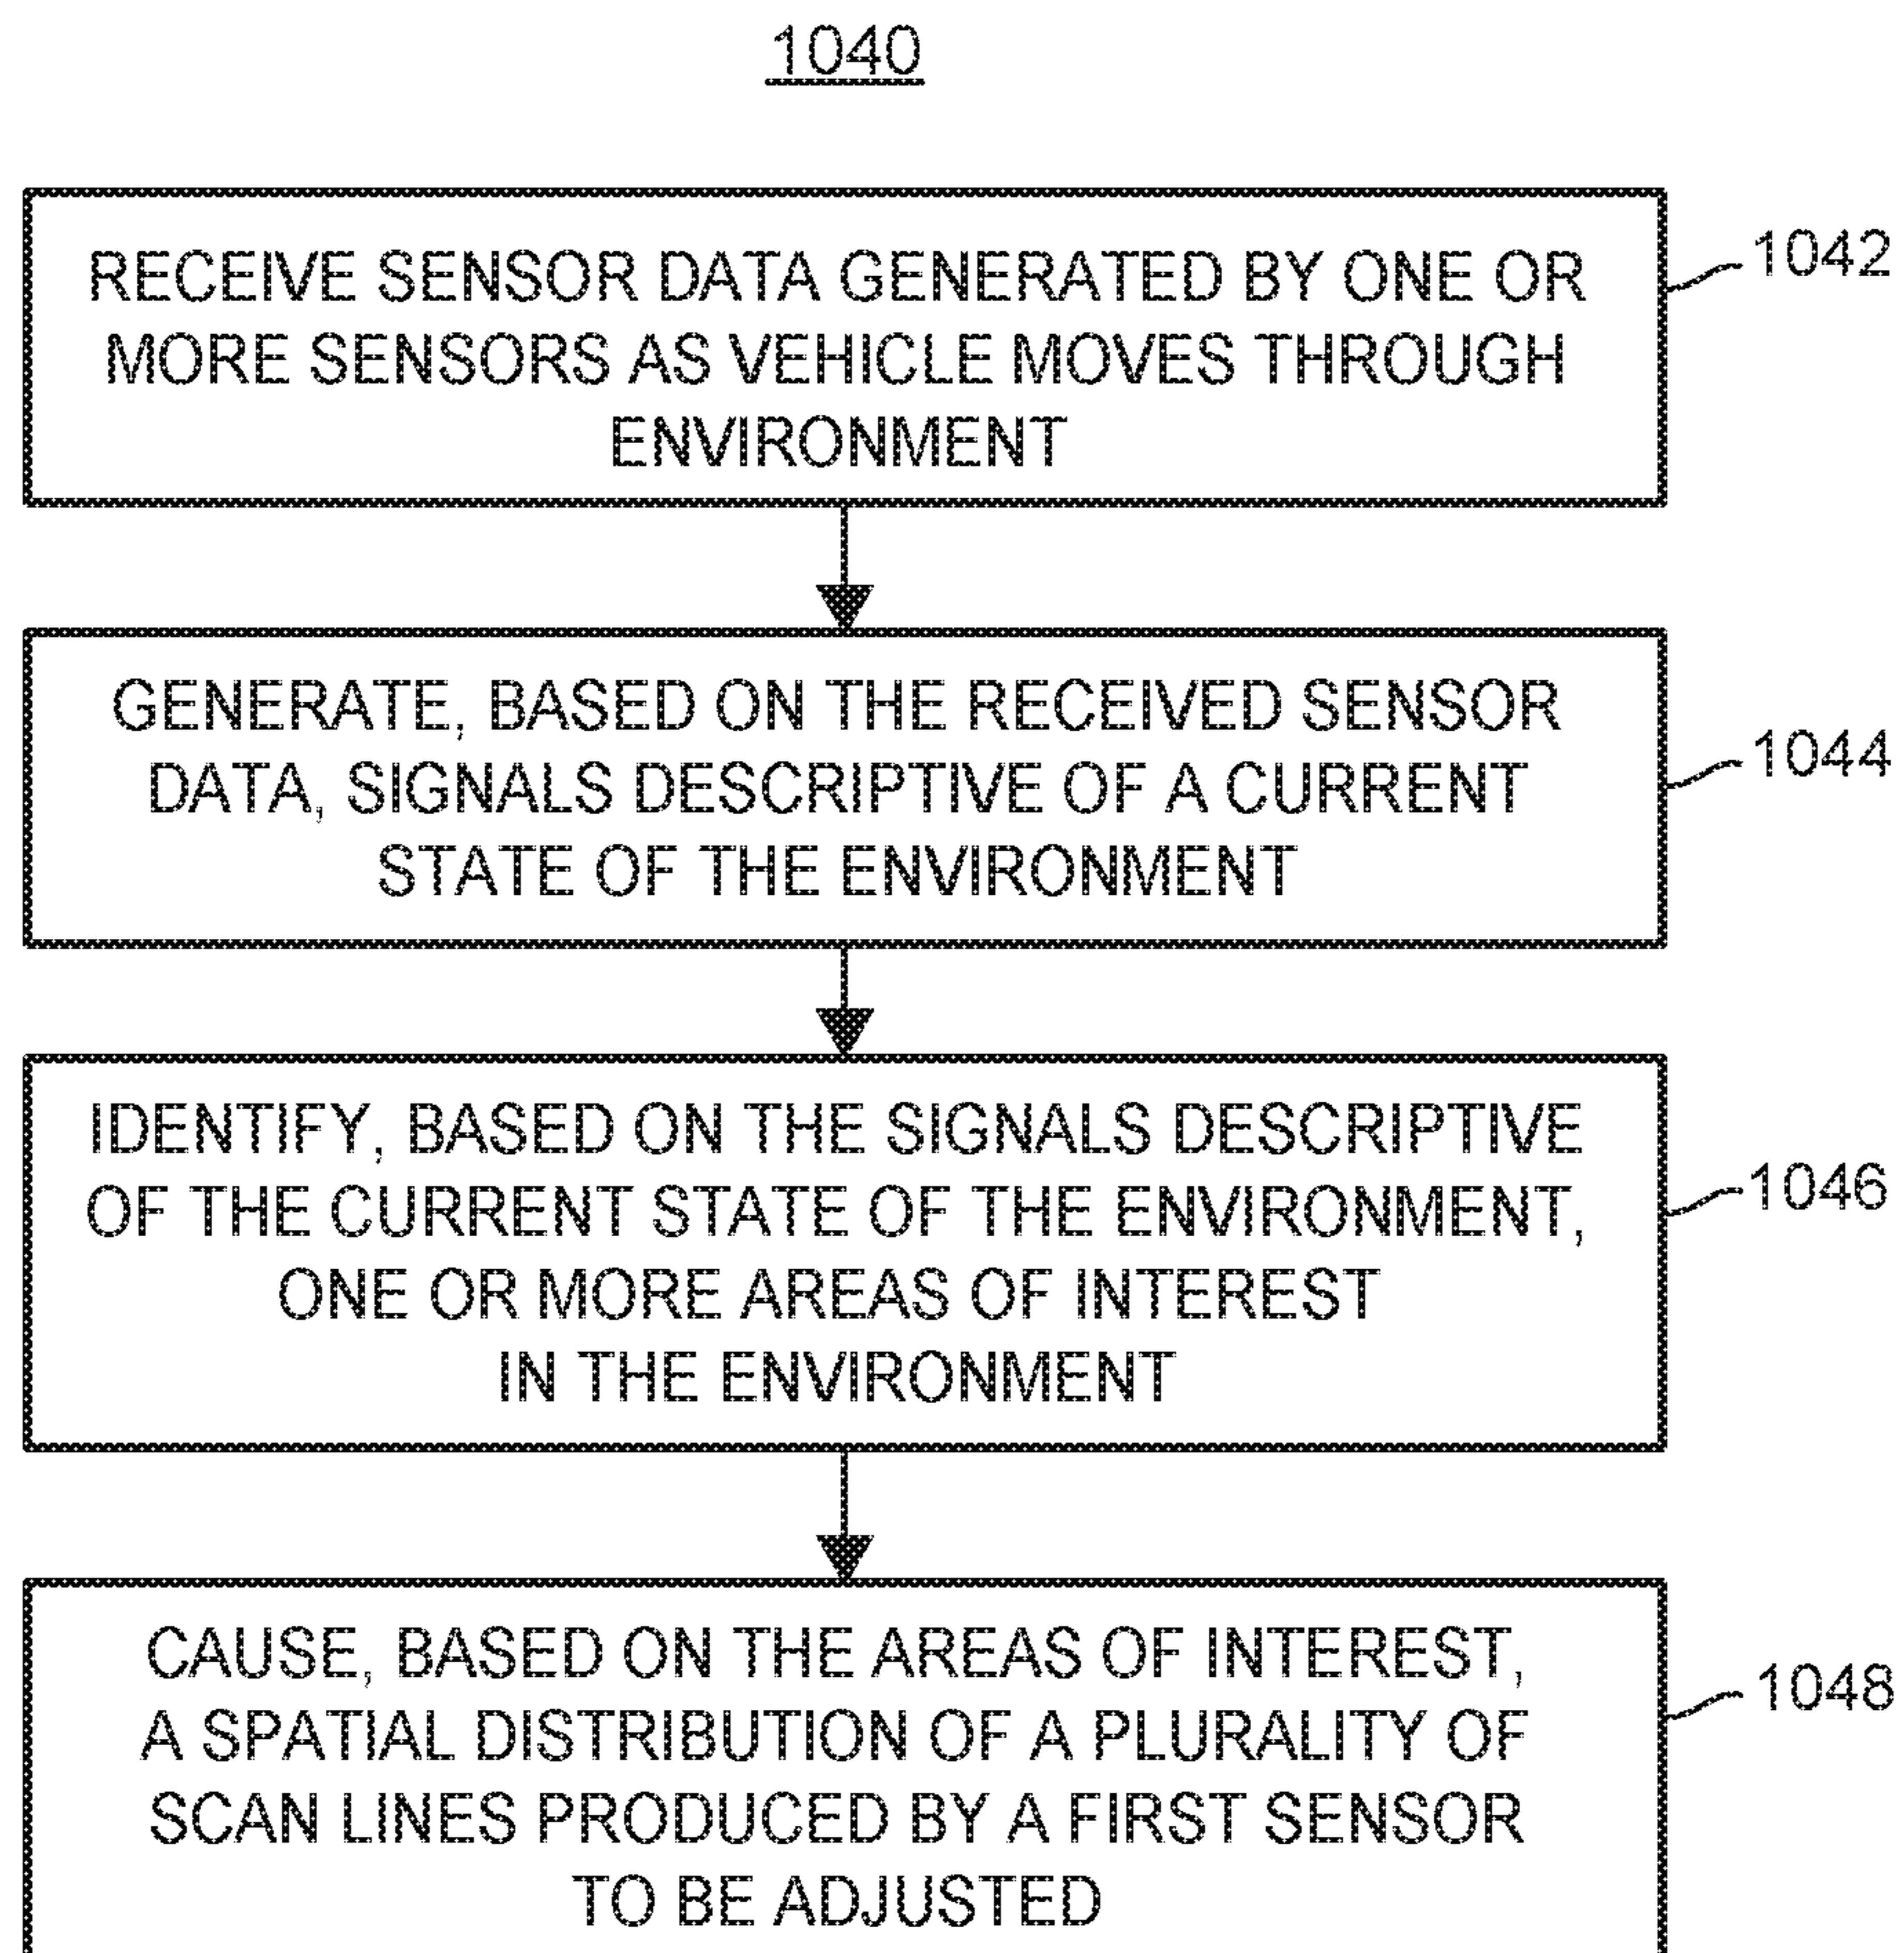 1040
RECEIVE SENSOR DATA GENERATED BY ONE OR
MORE SENSORS AS VEHICLE MOVES THROUGH
ENVIRONMENT
1042
GENERATE, BASED ON THE RECEIVED SENSOR
DATA, SIGNALS DESCRIPTIVE OF A CURRENT
STATE OF THE ENVIRONMENT
1044
IDENTIFY, BASED ON THE SIGNALS DESCRIPTIVE
OF THE CURRENT STATE OF THE ENVIRONMENT,
ONE OR MORE AREAS OF INTEREST
IN THE ENVIRONMENT
1046
CAUSE, BASED ON THE AREAS OF INTEREST,
A SPATIAL DISTRIBUTION OF A PLURALITY OF
SCAN LINES PRODUCED BY A FIRST SENSOR
TO BE ADJUSTED
1048